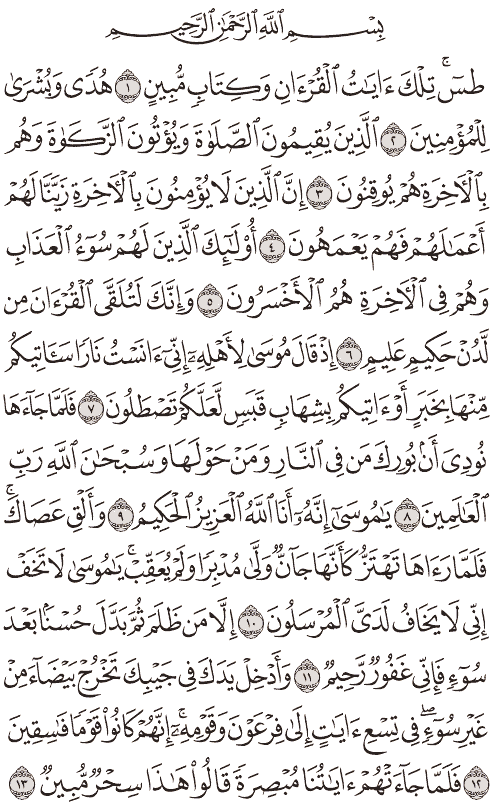 بِسْمِ ٱللَّهِ ٱلرَّحْمَٰنِ ٱلرَّحِيمِ
طسٓ ۚ تِلْكَ ءَايَٰتُ ٱلْقُرْءَانِ وَكِتَابٍ مُّبِينٍ ١ هُدًى وَبُشْرَىٰ
لِلْمُؤْمِنِينَ ٢ ٱلَّذِينَ يُقِيمُونَ ٱلصَّلَوٰةَ وَيُؤْتُونَ ٱلزَّكَوٰةَ وَهُم
بِٱلْءَاخِرَةِ هُمْ يُوقِنُونَ ٣ إِنَّ ٱلَّذِينَ لَا يُؤْمِنُونَ بِٱلْءَاخِرَةِ زَيَّنَّا لَهُمْ
أَعْمَٰلَهُمْ فَهُمْ يَعْمَهُونَ ٤ أُو۟لَٰٓئِكَ ٱلَّذِينَ لَهُمْ سُوٓءُ ٱلْعَذَابِ
وَهُمْ فِى ٱلْءَاخِرَةِ هُمُ ٱلْأَخْسَرُونَ ٥ وَإِنَّكَ لَتُلَقَّى ٱلْقُرْءَانَ مِن
لَّدُنْ حَكِيمٍ عَلِيمٍ ٦ إِذْ قَالَ مُوسَىٰ لِأَهْلِهِۦٓ إِنِّىٓ ءَانَسْتُ نَارًا سَـَٔاتِيكُم
مِّنْهَا بِخَبَرٍ أَوْ ءَاتِيكُم بِشِهَابٍ قَبَسٍ لَّعَلَّكُمْ تَصْطَلُونَ ٧ فَلَمَّا جَآءَهَا
نُودِىَ أَنۢ بُورِكَ مَن فِى ٱلنَّارِ وَمَنْ حَوْلَهَا وَسُبْحَٰنَ ٱللَّهِ رَبِّ
ٱلْعَٰلَمِينَ ٨ يَٰمُوسَىٰٓ إِنَّهُۥٓ أَنَا ٱللَّهُ ٱلْعَزِيزُ ٱلْحَكِيمُ ٩ وَأَلْقِ عَصَاكَ ۚ
فَلَمَّا رَءَاهَا تَهْتَزُّ كَأَنَّهَا جَآنٌّ وَلَّىٰ مُدْبِرًا وَلَمْ يُعَقِّبْ ۚ يَٰمُوسَىٰ لَا تَخَفْ
إِنِّى لَا يَخَافُ لَدَىَّ ٱلْمُرْسَلُونَ ١٠ إِلَّا مَن ظَلَمَ ثُمَّ بَدَّلَ حُسْنًۢا بَعْدَ
سُوٓءٍ فَإِنِّى غَفُورٌ رَّحِيمٌ ١١ وَأَدْخِلْ يَدَكَ فِى جَيْبِكَ تَخْرُجْ بَيْضَآءَ مِنْ
غَيْرِ سُوٓءٍ ۖ فِى تِسْعِ ءَايَٰتٍ إِلَىٰ فِرْعَوْنَ وَقَوْمِهِۦٓ ۚ إِنَّهُمْ كَانُوا۟ قَوْمًا فَٰسِقِينَ
١٢ فَلَمَّا جَآءَتْهُمْ ءَايَٰتُنَا مُبْصِرَةً قَالُوا۟ هَٰذَا سِحْرٌ مُّبِينٌ ١٣